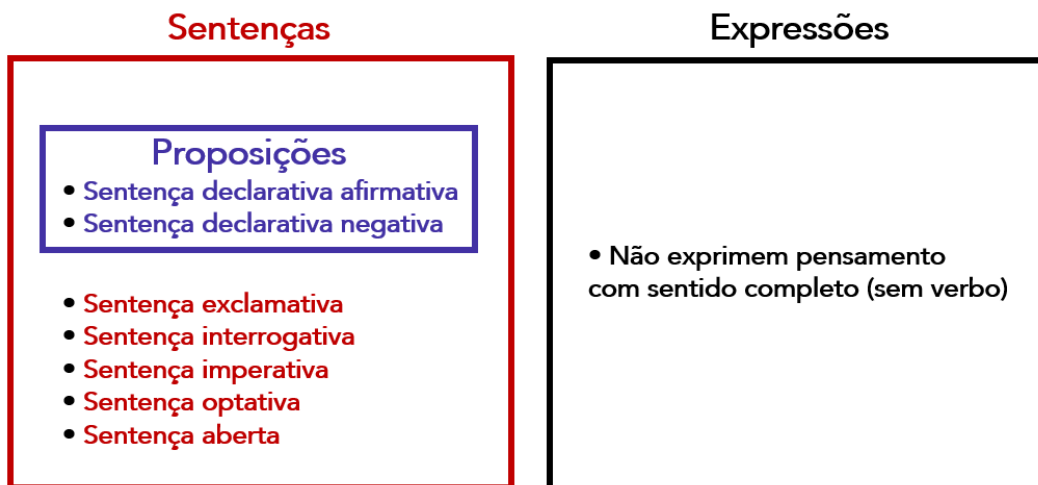 Sentenças
Proposições
• Sentença declarativa afirmativa
• Sentença declarativa negativa
• Sentença exclamativa
• Sentença interrogativa
• Sentença imperativa
• Sentença optativa
• Sentença aberta
Expressões
• Não exprimem pensamento
com sentido completo (sem verbo)